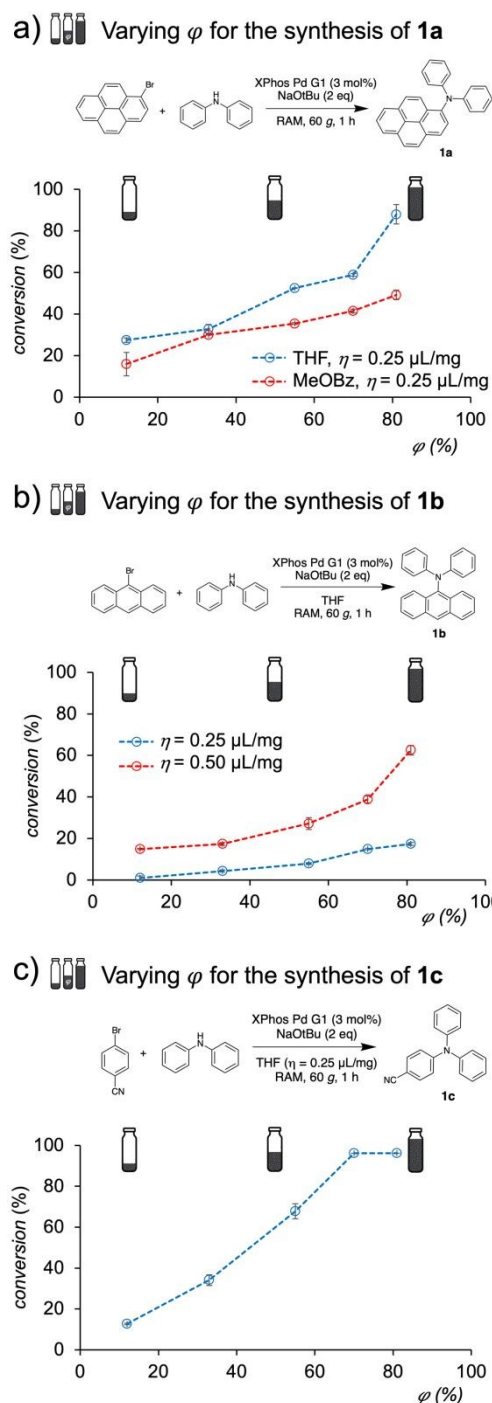 a) Varying φ for the synthesis of 1a
Br
H
N
+
XPhos Pd G1 (3 mol%)
NaOtBu (2 eq)
RAM, 60 g, 1 h
N
1a
conversion (%)
100
80
60
40
20
0
THF, η = 0.25 µL/mg
MeOBz, η = 0.25 µL/mg
0 20 40 60 80 100
φ (%)
b) Varying φ for the synthesis of 1b
φ
Br
H
N
+
XPhos Pd G1 (3 mol%)
NaOtBu (2 eq)
THF
RAM, 60 g, 1 h
N
1b
conversion (%)
100
80
60
40
20
0
η = 0.25 µL/mg
η = 0.50 µL/mg
0 20 40 60 80 100
φ (%)
c) Varying φ for the synthesis of 1c
Br
CN
H
N
+
XPhos Pd G1 (3 mol%)
NaOtBu (2 eq)
THF (η = 0.25 µL/mg)
RAM, 60 g, 1 h
N
NC
1c
conversion (%)
100
80
60
40
20
0
0 20 40 60 80 100
φ (%)